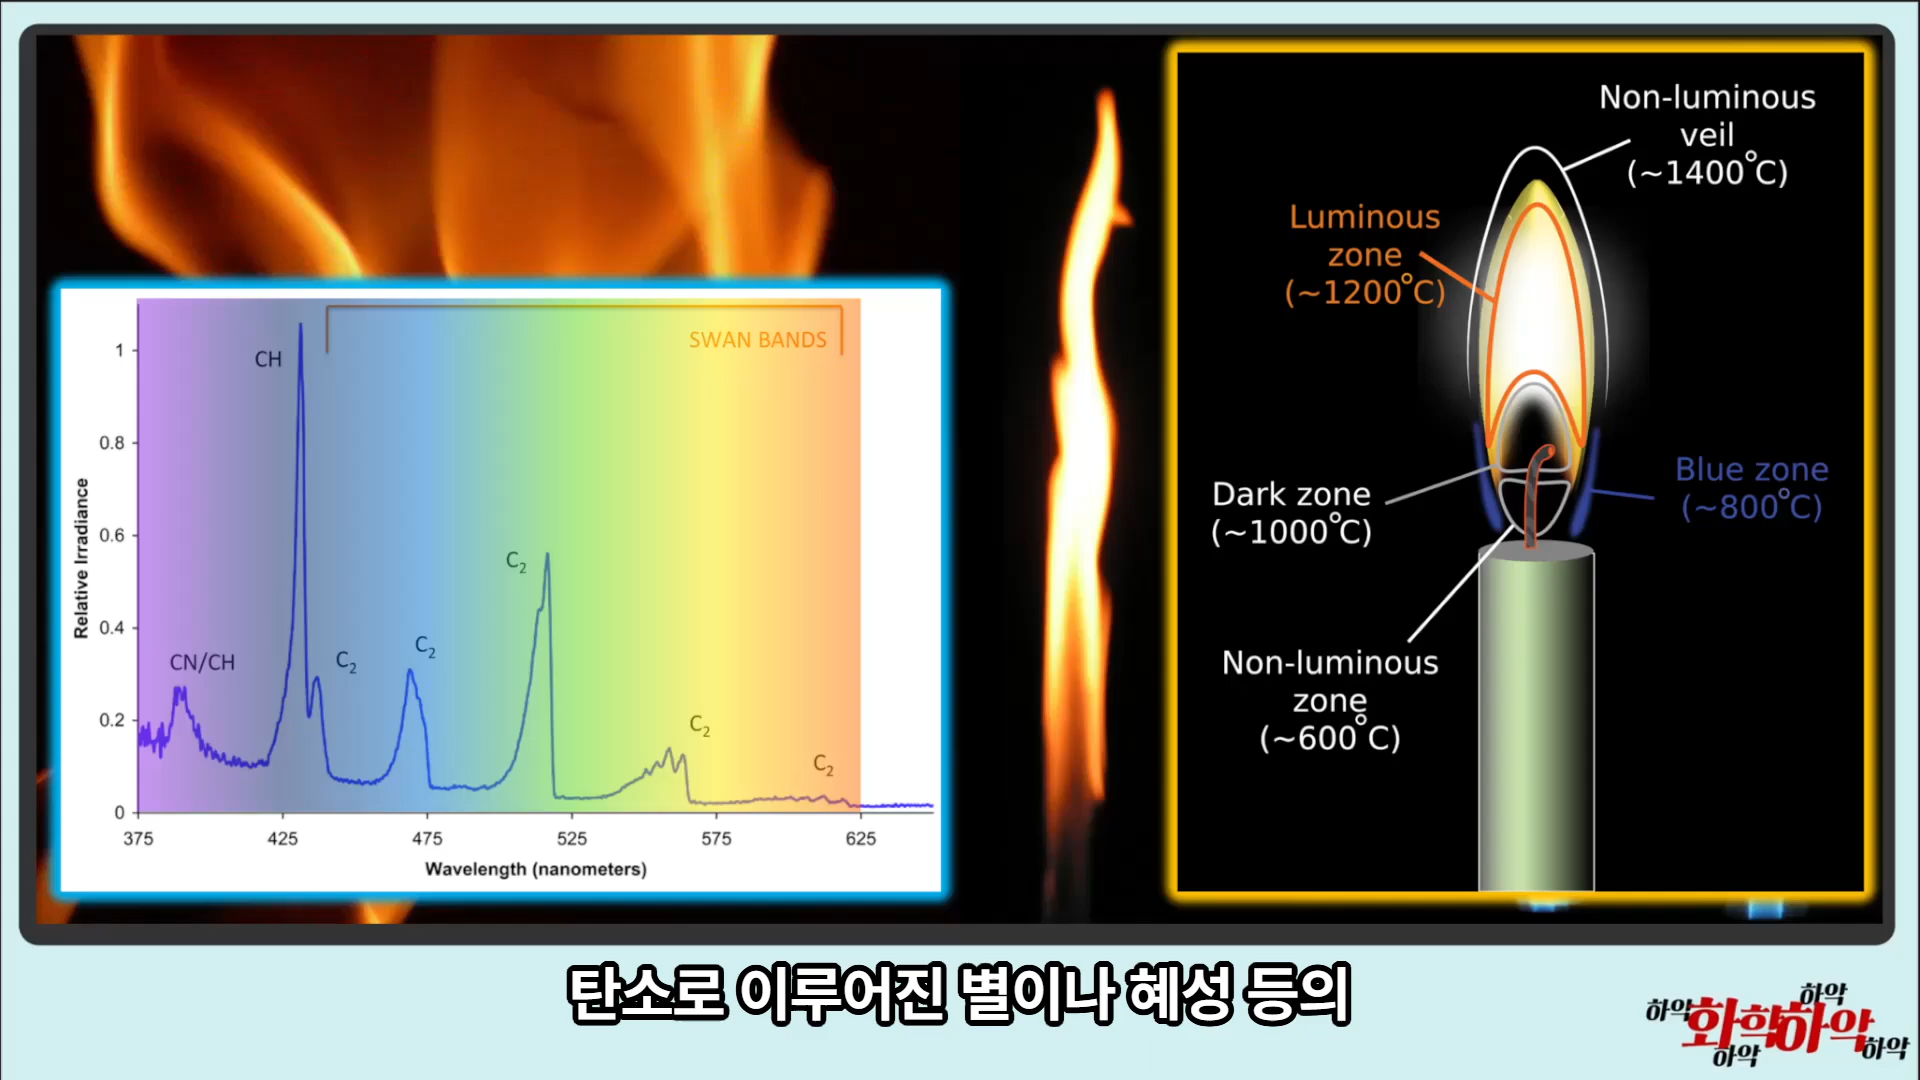 SWAN BANDS
CH
CN/CH
C₂
C₂
C₂
C₂
C₂
1
0.8
0.6
0.4
0.2
0
Relative Irradiance
375
425
475
525
575
625
Wavelength (nanometers)
Non-luminous
veil
(~1400°C)
Luminous
zone
(~1200°C)
Dark zone
(~1000°C)
Blue zone
(~800°C)
Non-luminous
zone
(~600°C)
탄소로 이루어진 별이나 혜성 등의
하악
하악
화학하악
하악
하악